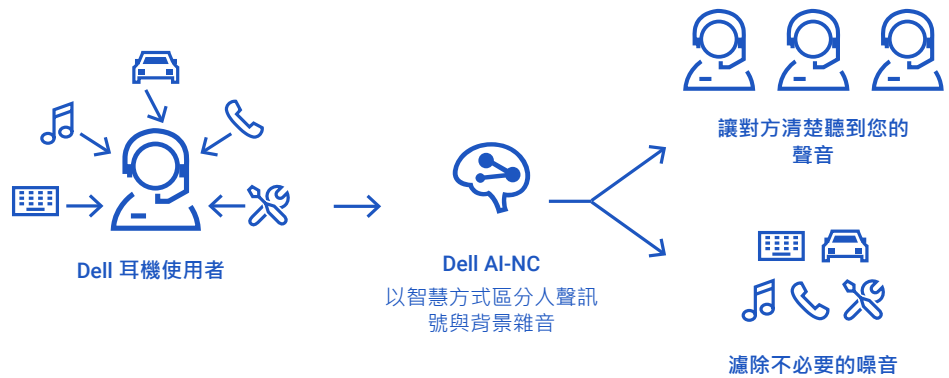 Dell 耳機使用者
Dell AI-NC
以智慧方式區分人聲訊
號與背景雜音
讓對方清楚聽到您的
聲音
濾除不必要的噪音